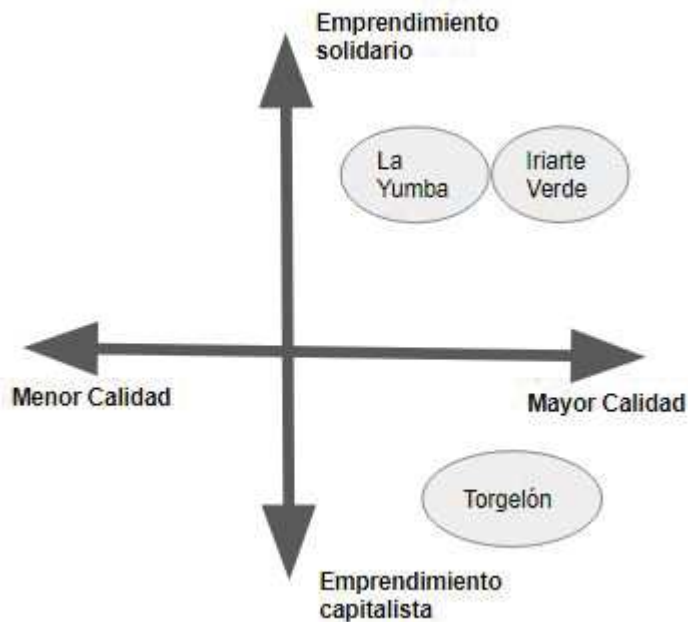 Emprendimiento
solidario
La
Yumba
Iriarte
Verde
Menor Calidad
Mayor Calidad
Torgelón
Emprendimiento
capitalista